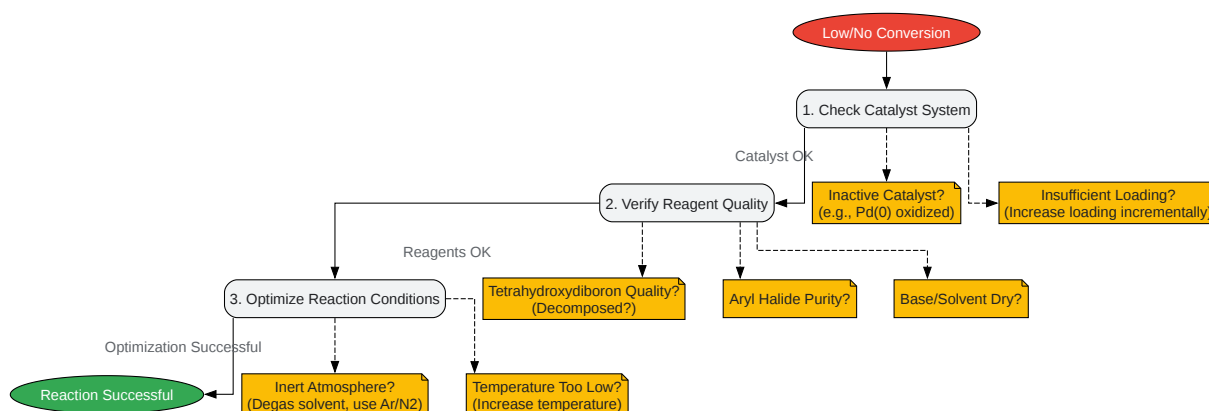 Low/No Conversion
1. Check Catalyst System
Catalyst OK
Inactive Catalyst?
(e.g., Pd(0) oxidized)
Insufficient Loading?
(Increase loading incrementally)
2. Verify Reagent Quality
Reagents OK
Tetrahydroxydiboron Quality?
(Decomposed?)
Aryl Halide Purity?
Base/Solvent Dry?
3. Optimize Reaction Conditions
Optimization Successful
Inert Atmosphere?
(Degas solvent, use Ar/N2)
Temperature Too Low?
(Increase temperature)
Reaction Successful